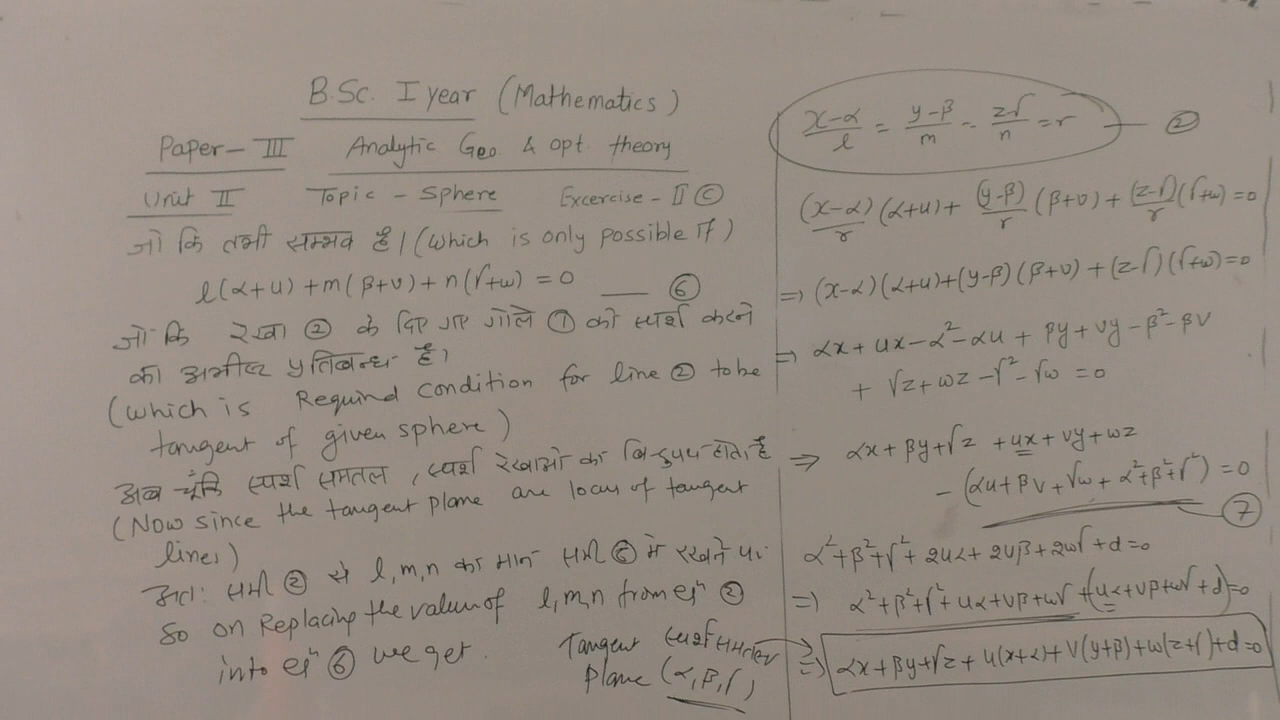 B.Sc. I year (Mathematics)
Paper-III Analytic Geo. & opt. theory
Unit II Topic - Sphere Excercise - II (C)
जो कि तभी सम्भव है। (which is only possible If)
l(α+u)+m(β+v)+n(γ+w) = 0 — ⑥
जो कि रेखा ② के दिए गए गोले ① को स्पर्श करने
का अभीष्ट प्रतिबन्ध है।
(which is Required condition for line ② to be
tangent of given sphere)
अब चूँकि स्पर्श समतल, स्पर्श रेखाओं का बिन्दुपथ होता है
(Now since the tangent plane are locus of tangent
lines)
अतः समी ② से l, m, n का मान समी ⑥ में रखने पर
So on Replacing the value of l, m, n from eqⁿ ②
into eqⁿ ⑥ we get.
Tangent स्पर्श समतल
Plane (α, β, γ)
(x-α)/l = (y-β)/m = (z-γ)/n = r — ②
(x-α)/r (α+u) + (y-β)/r (β+v) + (z-γ)/r (γ+w) = 0
⇒ (x-α)(α+u)+(y-β)(β+v)+(z-γ)(γ+w)=0
⇒ αx + ux - α² - αu + βy + vy - β² - βv
+ γz + wz - γ² - γw = 0
⇒ αx + βy + γz + ux + vy + wz
- (αu + βv + γw + α²+β²+γ²) = 0
⑦
α²+β²+γ²+2uα+2vβ+2wγ+d=0
⇒ α²+β²+γ²+uα+vβ+wγ+(uα+vβ+wγ+d)=0
⇒ αx+βy+γz+u(x+α)+v(y+β)+w(z+γ)+d=0